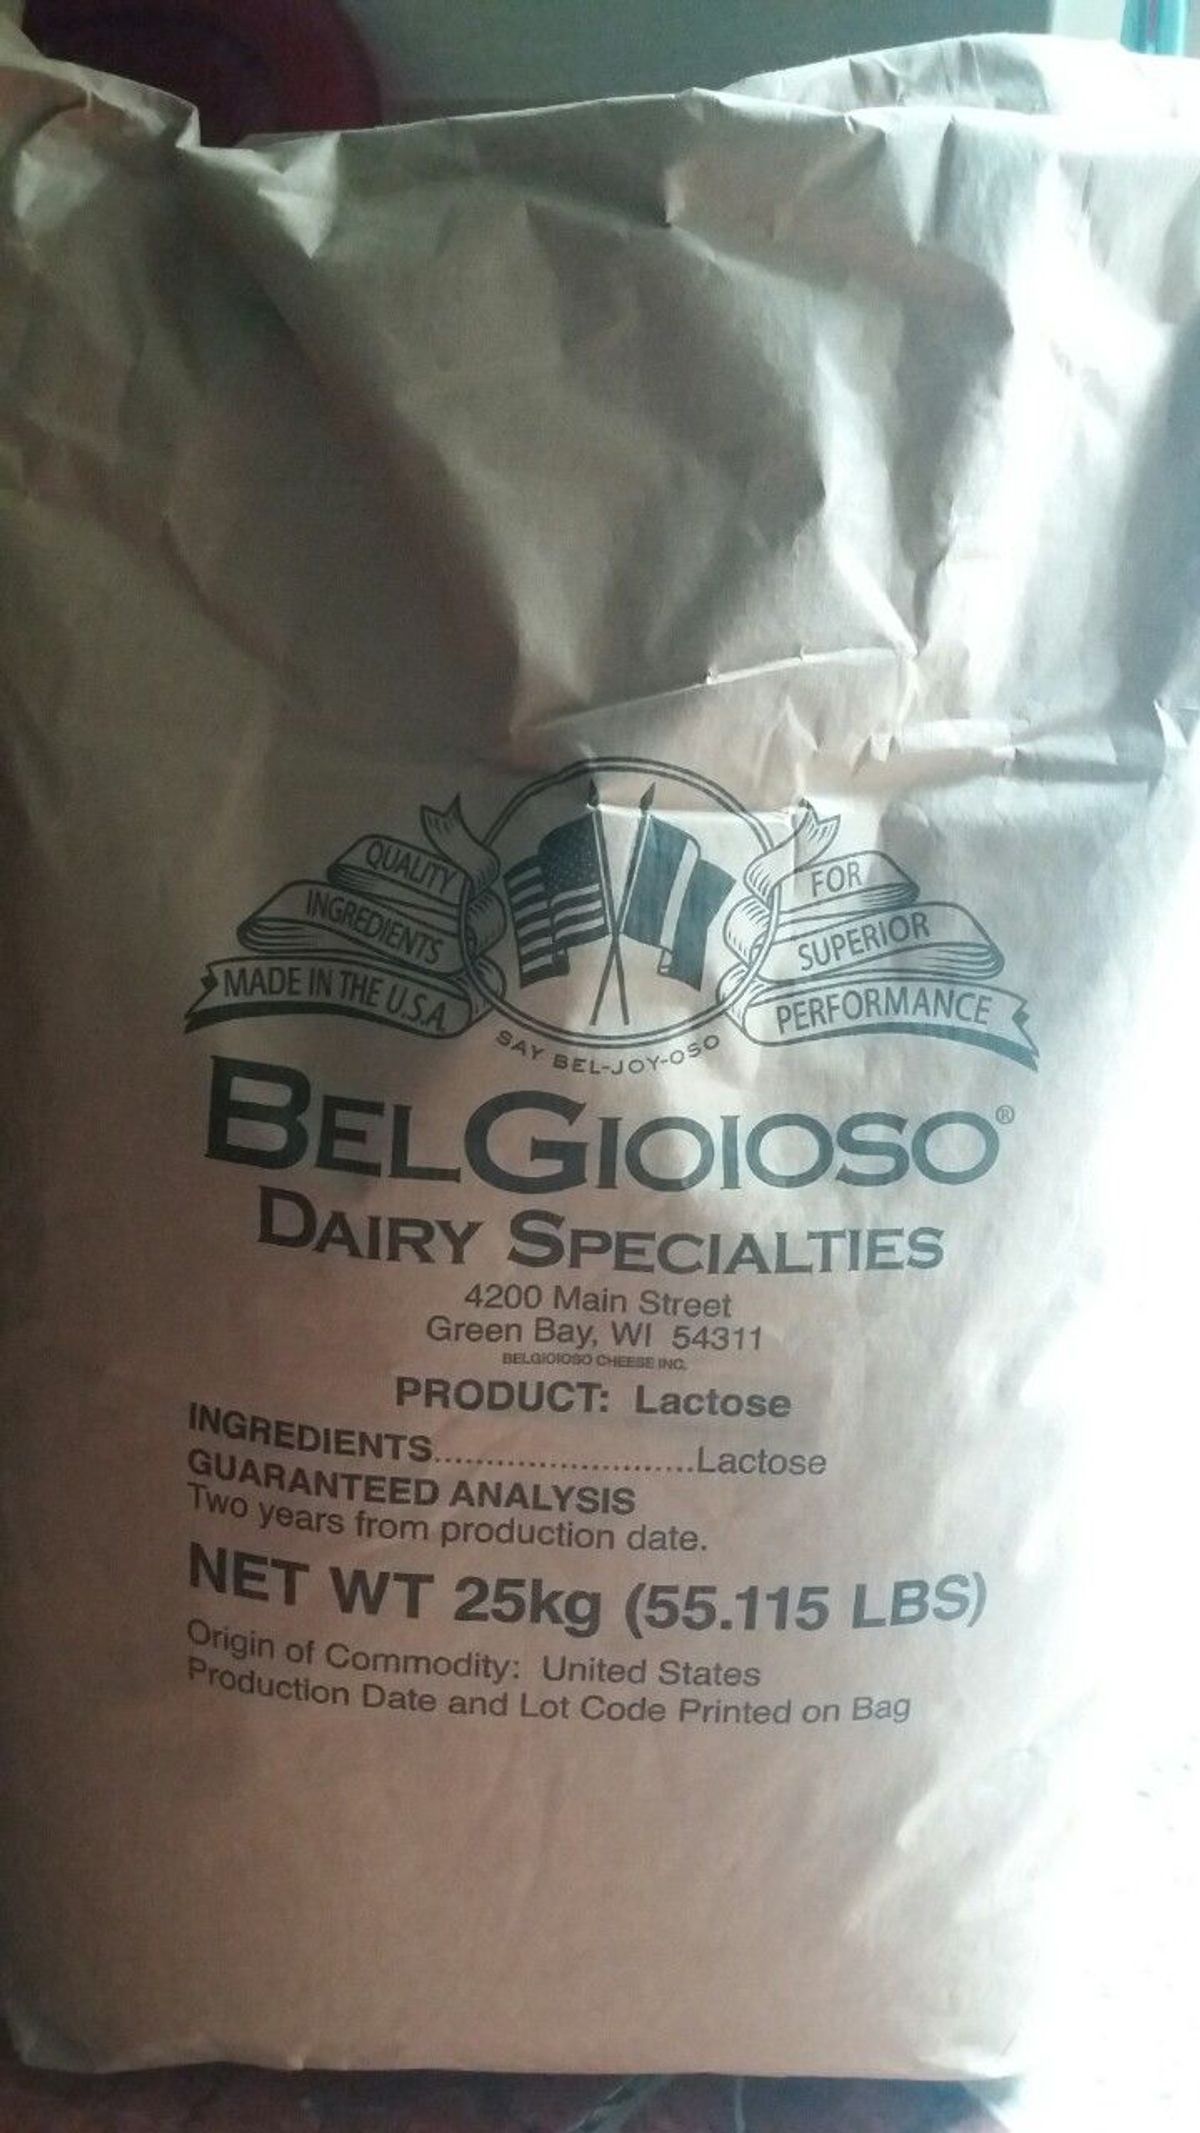 QUALITY
INGREDIENTS
MADE IN THE U.S.A.
FOR
SUPERIOR
PERFORMANCE
SAY BEL-JOY-OSO
BELGIOIOSO®
DAIRY SPECIALTIES
4200 Main Street
Green Bay, WI 54311
BELGIOIOSO CHEESE INC.
PRODUCT: Lactose
INGREDIENTS........................Lactose
GUARANTEED ANALYSIS
Two years from production date.
NET WT 25kg (55.115 LBS)
Origin of Commodity: United States
Production Date and Lot Code Printed on Bag